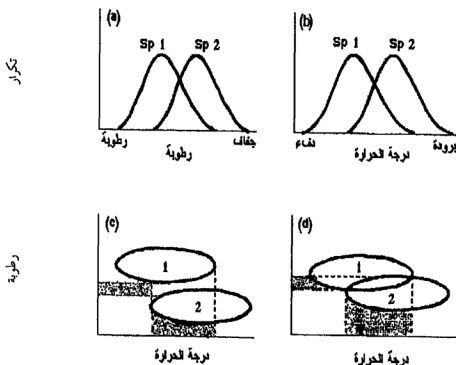 (a)
(b)
Sp 1
Sp 2
Sp 1
Sp 2
تكرار
رطوبة
جفاف
رطوبة
دفء
برودة
درجة الحرارة
(c)
(d)
1
2
1
2
رطوبة
درجة الحرارة
درجة الحرارة